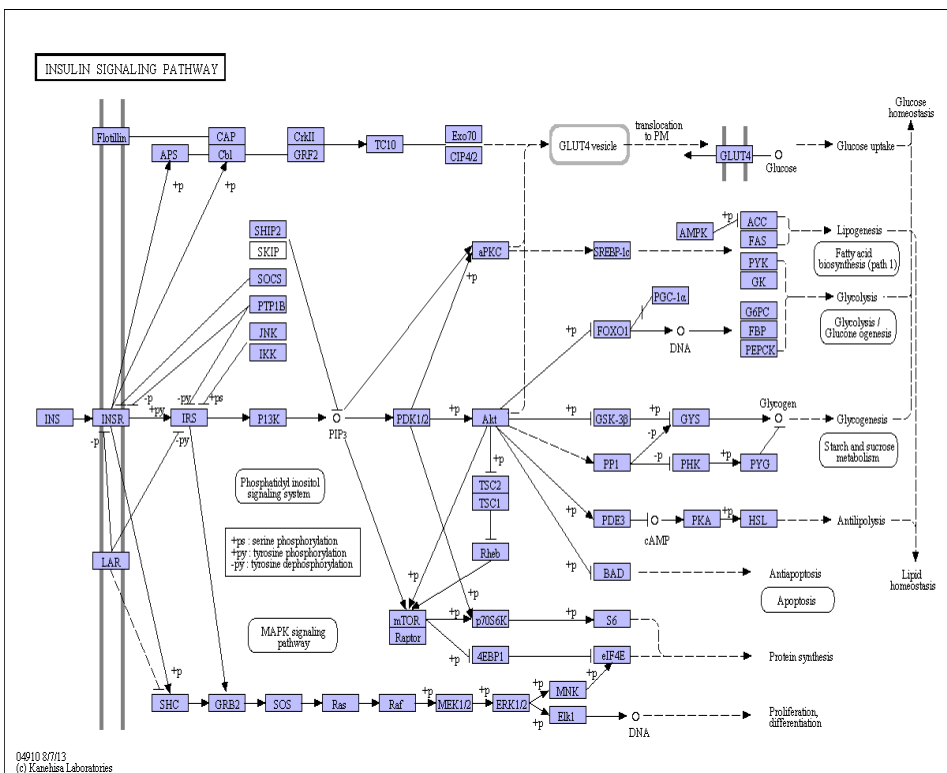 INSULIN SIGNALING PATHWAY
Glucose
homeostasis
Flotillin
CAP
CrkII
Exo70
translocation
to PM
APS
Cbl
GRF2
TC10
CIP4/2
GLUT4 vesicle
GLUT4
Glucose
Glucose uptake
+p
+p
SHIP2
SKIP
SOCS
PTP1B
JNK
IKK
aPKC
+p
SREBP-1c
AMPK
+p
ACC
FAS
Lipogenesis
Fatty acid
biosynthesis (path 1)
PYK
GK
PGC-1α
Glycolysis
G6PC
FBP
PEPCK
Glycolysis /
Glucone ogenesis
+p
FOXO1
DNA
-p
+py
-py
+ps
INS
INSR
IRS
P13K
PIP3
PDK1/2
+p
Akt
+p
GSK-3β
+p
GYS
Glycogen
Glycogenesis
-p
-py
-p
PP1
-p
PHK
+p
PYG
Starch and sucrose
metabolism
Phosphatidyl inositol
signaling system
+p
TSC2
TSC1
+p
PDE3
cAMP
PKA
+p
HSL
Antilipolysis
+ps : serine phosphorylation
+py : tyrosine phosphorylation
-py : tyrosine dephosphorylation
LAR
Rheb
+p
+p
+p
BAD
Antiapoptosis
Apoptosis
Lipid
homeostasis
MAPK signaling
pathway
mTOR
Raptor
+p
p70S6K
+p
S6
+p
4EBP1
eIF4E
Protein synthesis
+p
SHC
GRB2
SOS
Ras
Raf
+p
MEK1/2
+p
ERK1/2
+p
MNK
+p
+p
Elk1
DNA
Proliferation,
differentiation
04910 8/7/13
(c) Kanehisa Laboratories